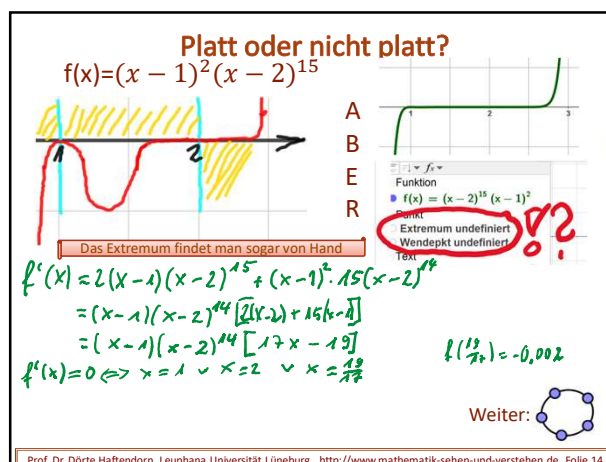 Platt oder nicht platt?
f(x)=(x − 1)²(x − 2)¹⁵
1
2
A
B
E
R
1
2
3
Funktion
f(x) = (x − 2)¹⁵ (x − 1)²
Punkt
Extremum undefiniert
Wendepkt undefiniert
Text
!?
Das Extremum findet man sogar von Hand
f'(x) = 2(x−1)(x−2)¹⁵ + (x−1)²·15(x−2)¹⁴
= (x−1)(x−2)¹⁴ [2(x−2) + 15(x−1)]
= (x−1)(x−2)¹⁴ [17x − 19]
f(19/17) = −0,002
f'(x)=0 ⇔ x=1 ∨ x=2 ∨ x=19/17
Weiter:
Prof. Dr. Dörte Haftendorn, Leuphana Universität Lüneburg, http://www.mathematik-sehen-und-verstehen.de Folie 14